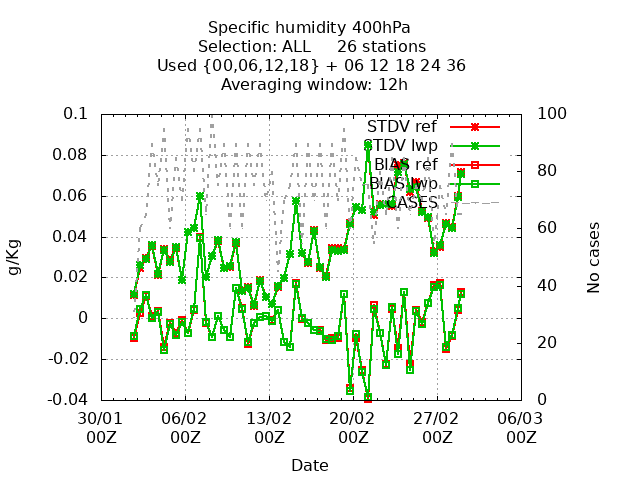 Specific humidity 400hPa
Selection: ALL 26 stations
Used {00,06,12,18} + 06 12 18 24 36
Averaging window: 12h
0.1
0.08
0.06
0.04
0.02
0
-0.02
-0.04
g/Kg
100
80
60
40
20
0
No cases
STDV ref
STDV lwp
BIAS ref
BIAS lwp
CASES
30/01 06/02 13/02 20/02 27/02 06/03
00Z 00Z 00Z 00Z 00Z 00Z
Date